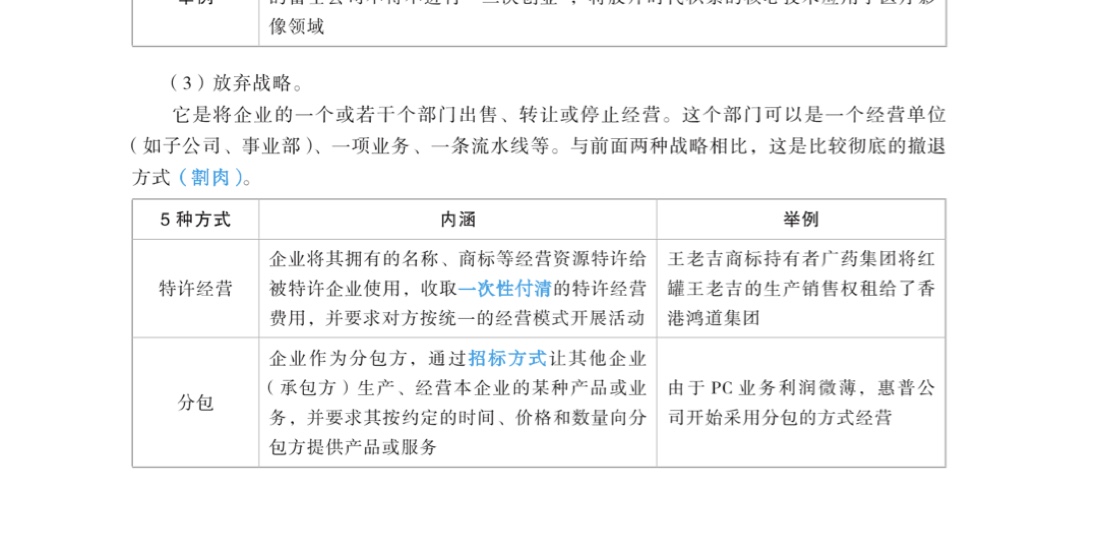 像领域
（3）放弃战略。
它是将企业的一个或若干个部门出售、转让或停止经营。这个部门可以是一个经营单位
（如子公司、事业部）、一项业务、一条流水线等。与前面两种战略相比，这是比较彻底的撤退
方式（割肉）。
5 种方式 内涵 举例
特许经营
企业将其拥有的名称、商标等经营资源特许给
被特许企业使用，收取一次性付清的特许经营
费用，并要求对方按统一的经营模式开展活动
王老吉商标持有者广药集团将红
罐王老吉的生产销售权租给了香
港鸿道集团
分包
企业作为分包方，通过招标方式让其他企业
（承包方）生产、经营本企业的某种产品或业
务，并要求其按约定的时间、价格和数量向分
包方提供产品或服务
由于 PC 业务利润微薄，惠普公
司开始采用分包的方式经营